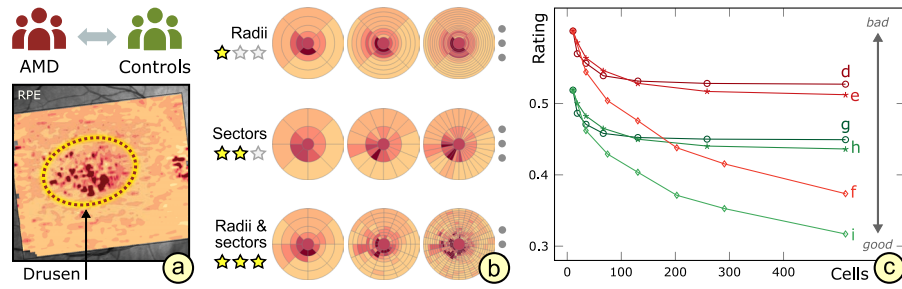 AMD
Controls
RPE
Drusen
a
Radii
Sectors
Radii &
sectors
b
Rating
0.5
0.4
0.3
bad
d
e
g
h
f
i
good
0
100
200
300
400
Cells
c